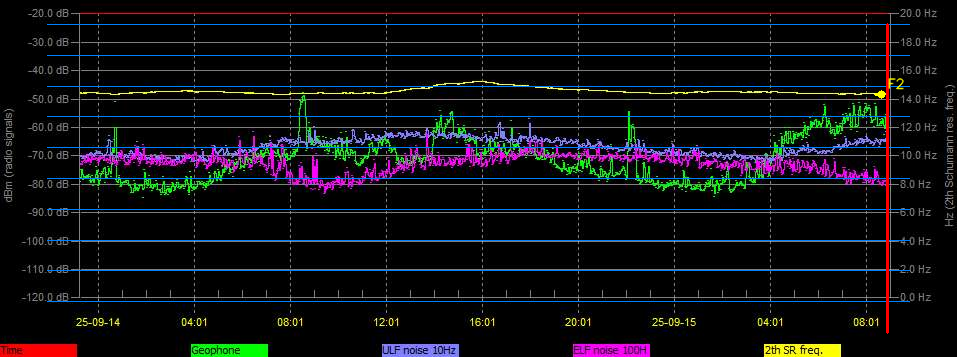 -20.0 dB 20.0 Hz
-30.0 dB 18.0 Hz
-40.0 dB 16.0 Hz
F2
-50.0 dB 14.0 Hz
-60.0 dB 12.0 Hz
-70.0 dB 10.0 Hz
-80.0 dB 8.0 Hz
-90.0 dB 6.0 Hz
-100.0 dB 4.0 Hz
-110.0 dB 2.0 Hz
-120.0 dB 0.0 Hz
dBm (radio signals)
Hz (2th Schumann res. freq.)
25-09-14 04:01 08:01 12:01 16:01 20:01 25-09-15 04:01 08:01
Time Geophone ULF noise 10Hz ELF noise 100H 2th SR freq.